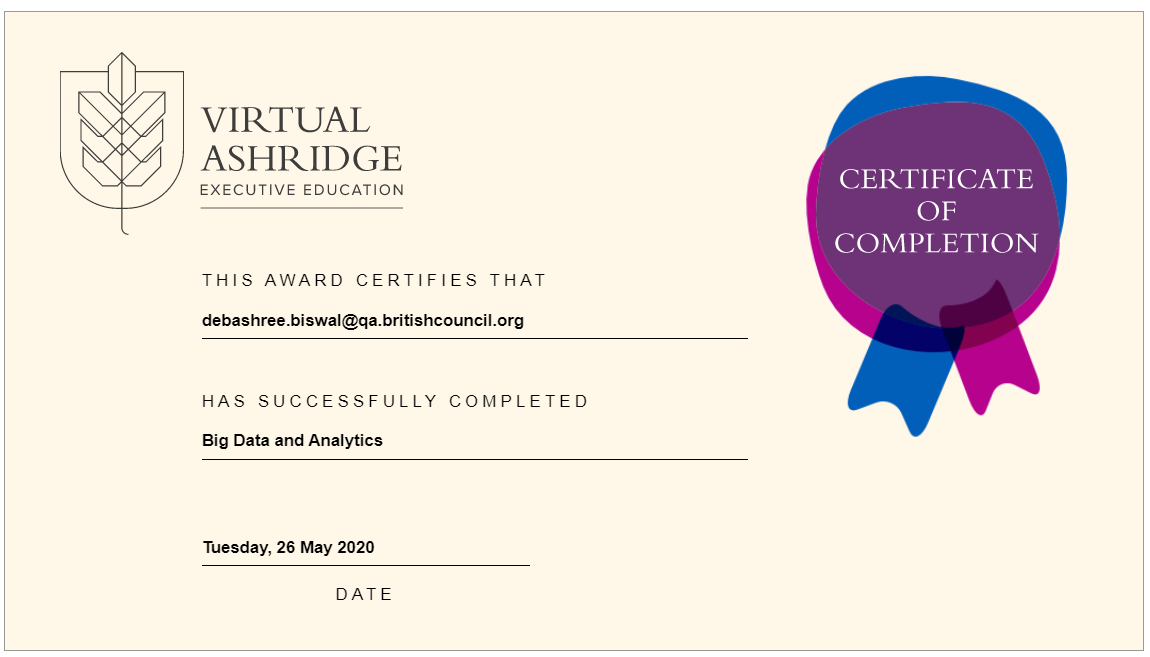 VIRTUAL
ASHRIDGE
EXECUTIVE EDUCATION
CERTIFICATE
OF
COMPLETION
THIS AWARD CERTIFIES THAT
debashree.biswal@qa.britishcouncil.org
HAS SUCCESSFULLY COMPLETED
Big Data and Analytics
Tuesday, 26 May 2020
DATE